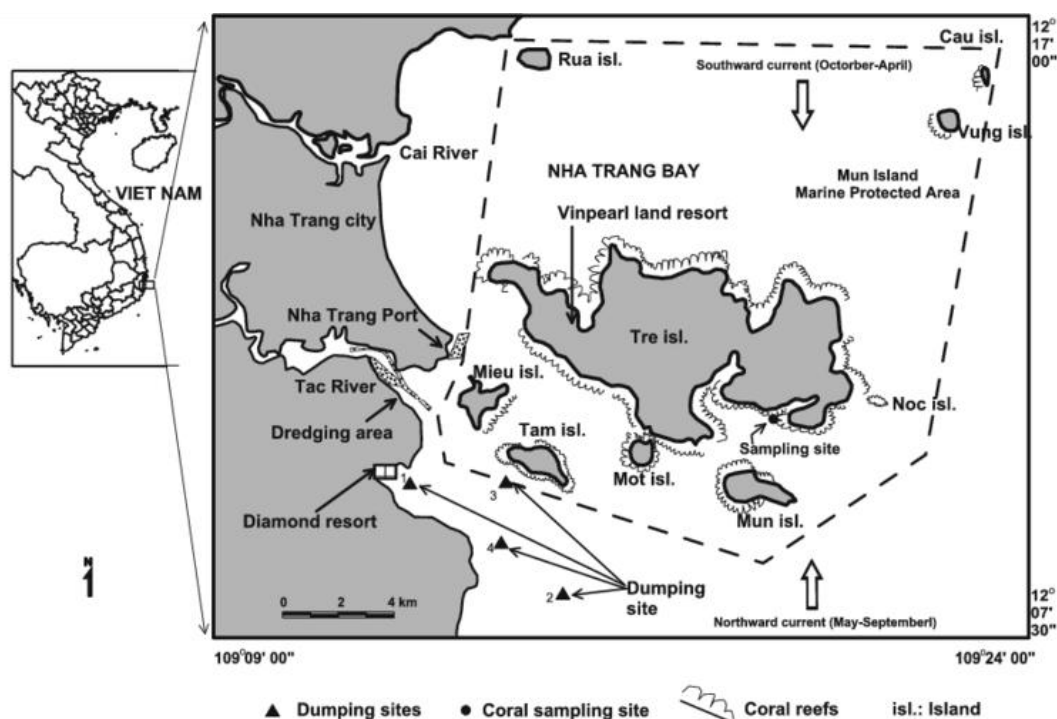 VIET NAM
12°
17'
00"
Cau isl.
Rua isl.
Southward current (Octorber-April)
Vung isl.
Cai River
NHA TRANG BAY
Mun Island
Marine Protected Area
Nha Trang city
Vinpearl land resort
Nha Trang Port
Tre isl.
Tac River
Mieu isl.
Noc isl.
Dredging area
Tam isl.
Sampling site
Mot isl.
1
3
Diamond resort
Mun isl.
4
N
Dumping
site
2
0 2 4 km
12°
07'
30"
Northward current (May-Septemberl)
109°09' 00"
109°24' 00"
Dumping sites
Coral sampling site
Coral reefs
isl.: Island